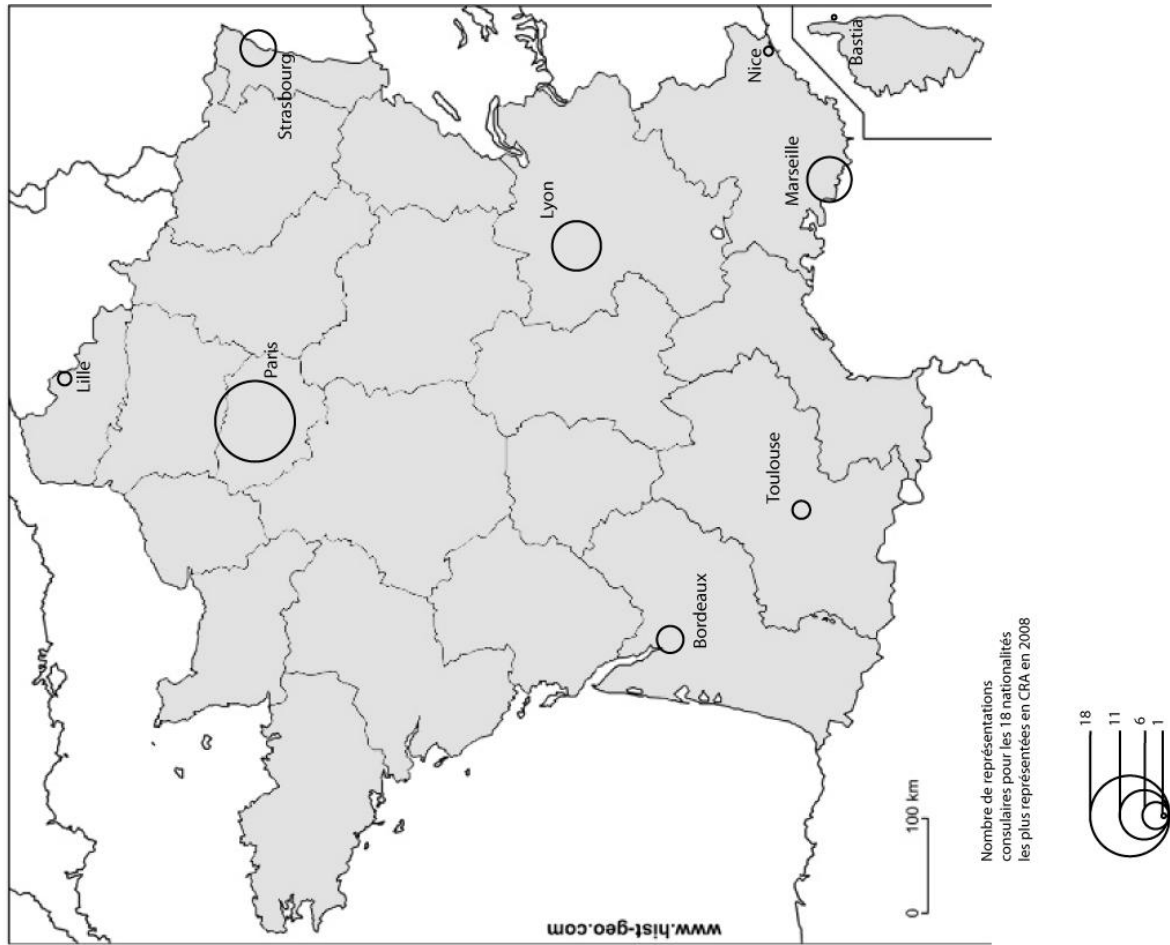 Lille
Strasbourg
Paris
Lyon
Bordeaux
Toulouse
Marseille
Nice
Bastia
www.hist-geo.com
0 100 km
Nombre de représentations
consulaires pour les 18 nationalités
les plus représentées en CRA en 2008
18
11
6
1